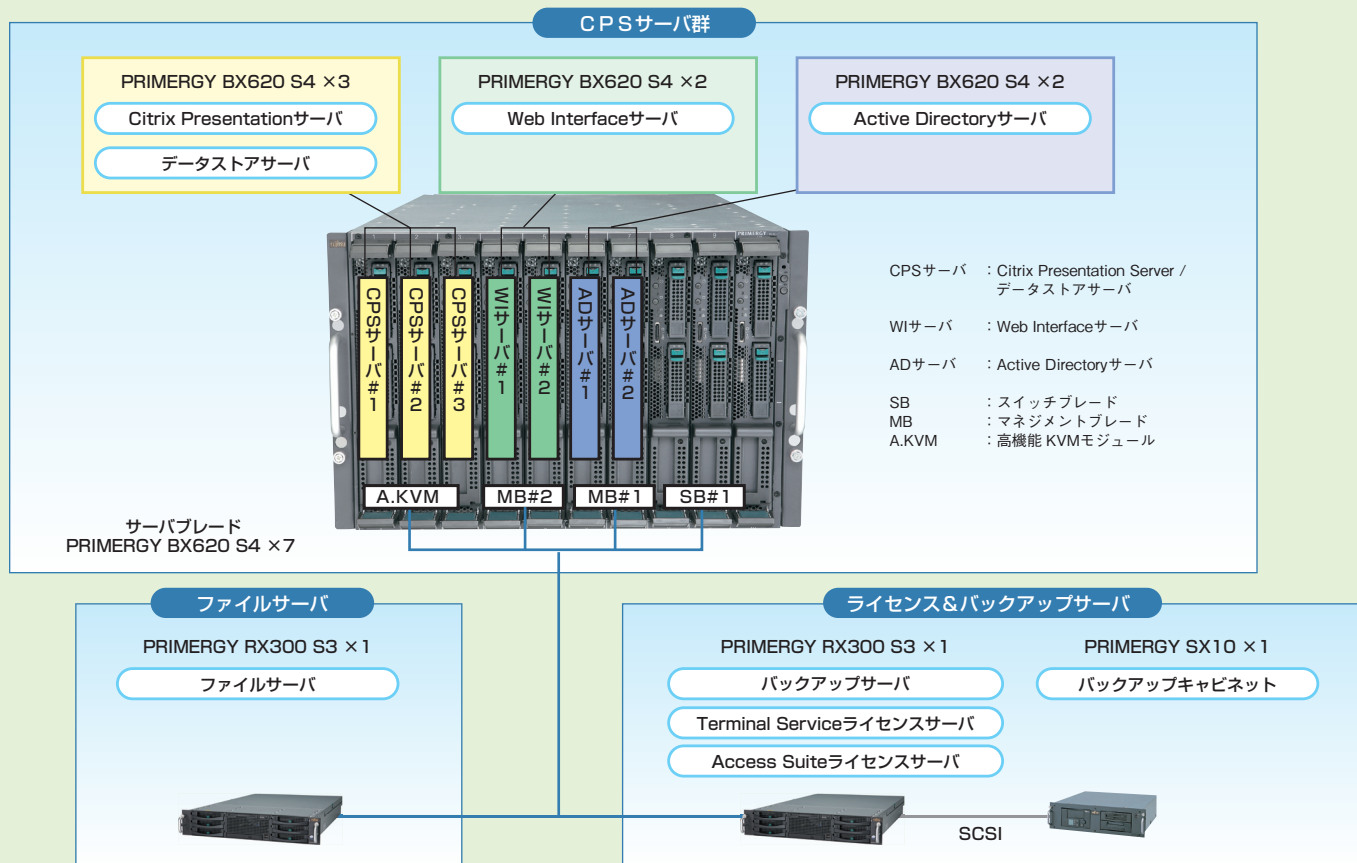 CPSサーバ群
PRIMERGY BX620 S4 ×3
Citrix Presentationサーバ
データストアサーバ
PRIMERGY BX620 S4 ×2
Web Interfaceサーバ
PRIMERGY BX620 S4 ×2
Active Directoryサーバ
PRIMERGY
CPSサーバ#1
CPSサーバ#2
CPSサーバ#3
WIサーバ#1
WIサーバ#2
ADサーバ#1
ADサーバ#2
A.KVM
MB#2
MB#1
SB#1
CPSサーバ :Citrix Presentation Server /
データストアサーバ
WIサーバ :Web Interfaceサーバ
ADサーバ :Active Directoryサーバ
SB :スイッチブレード
MB :マネジメントブレード
A.KVM :高機能 KVMモジュール
サーバブレード
PRIMERGY BX620 S4 ×7
ファイルサーバ
PRIMERGY RX300 S3 ×1
ファイルサーバ
ライセンス&バックアップサーバ
PRIMERGY RX300 S3 ×1
バックアップサーバ
Terminal Serviceライセンスサーバ
Access Suiteライセンスサーバ
PRIMERGY SX10 ×1
バックアップキャビネット
SCSI